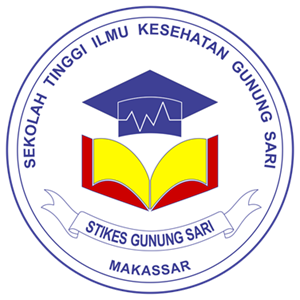 SEKOLAH TINGGI ILMU KESEHATAN GUNUNG SARI
STIKES GUNUNG SARI
MAKASSAR